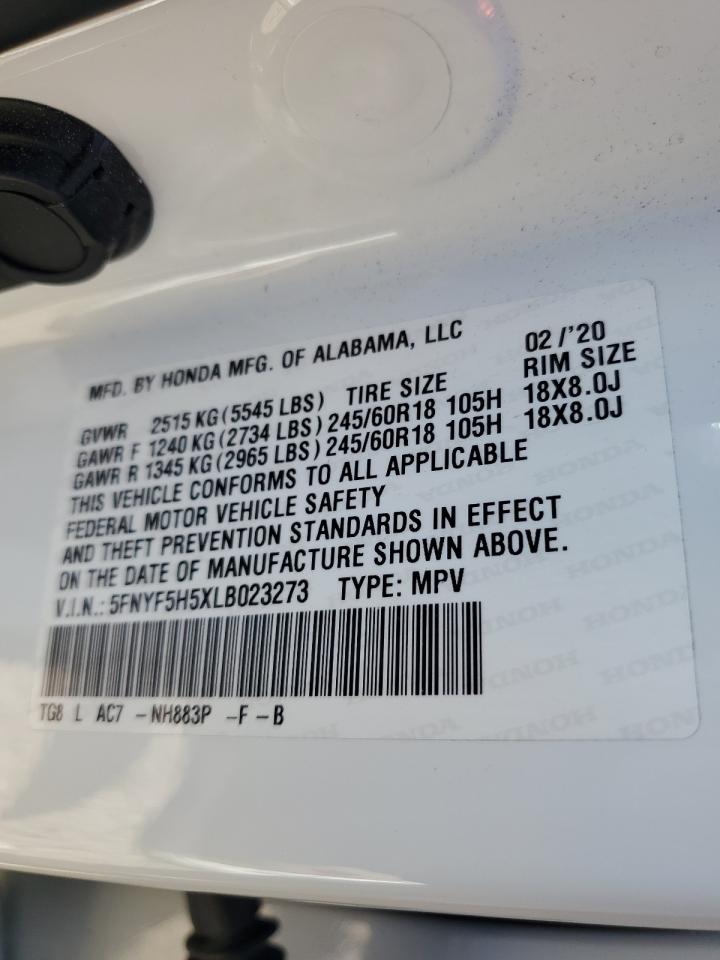 MFD. BY HONDA MFG. OF ALABAMA, LLC 02/'20
GVWR 2515 KG (5545 LBS) TIRE SIZE RIM SIZE
GAWR F 1240 KG (2734 LBS) 245/60R18 105H 18X8.0J
GAWR R 1345 KG (2965 LBS) 245/60R18 105H 18X8.0J
THIS VEHICLE CONFORMS TO ALL APPLICABLE
FEDERAL MOTOR VEHICLE SAFETY
AND THEFT PREVENTION STANDARDS IN EFFECT
ON THE DATE OF MANUFACTURE SHOWN ABOVE.
V.I.N.: 5FNYF5H5XLB023273 TYPE: MPV
TG8 L AC7 -NH883P -F -B